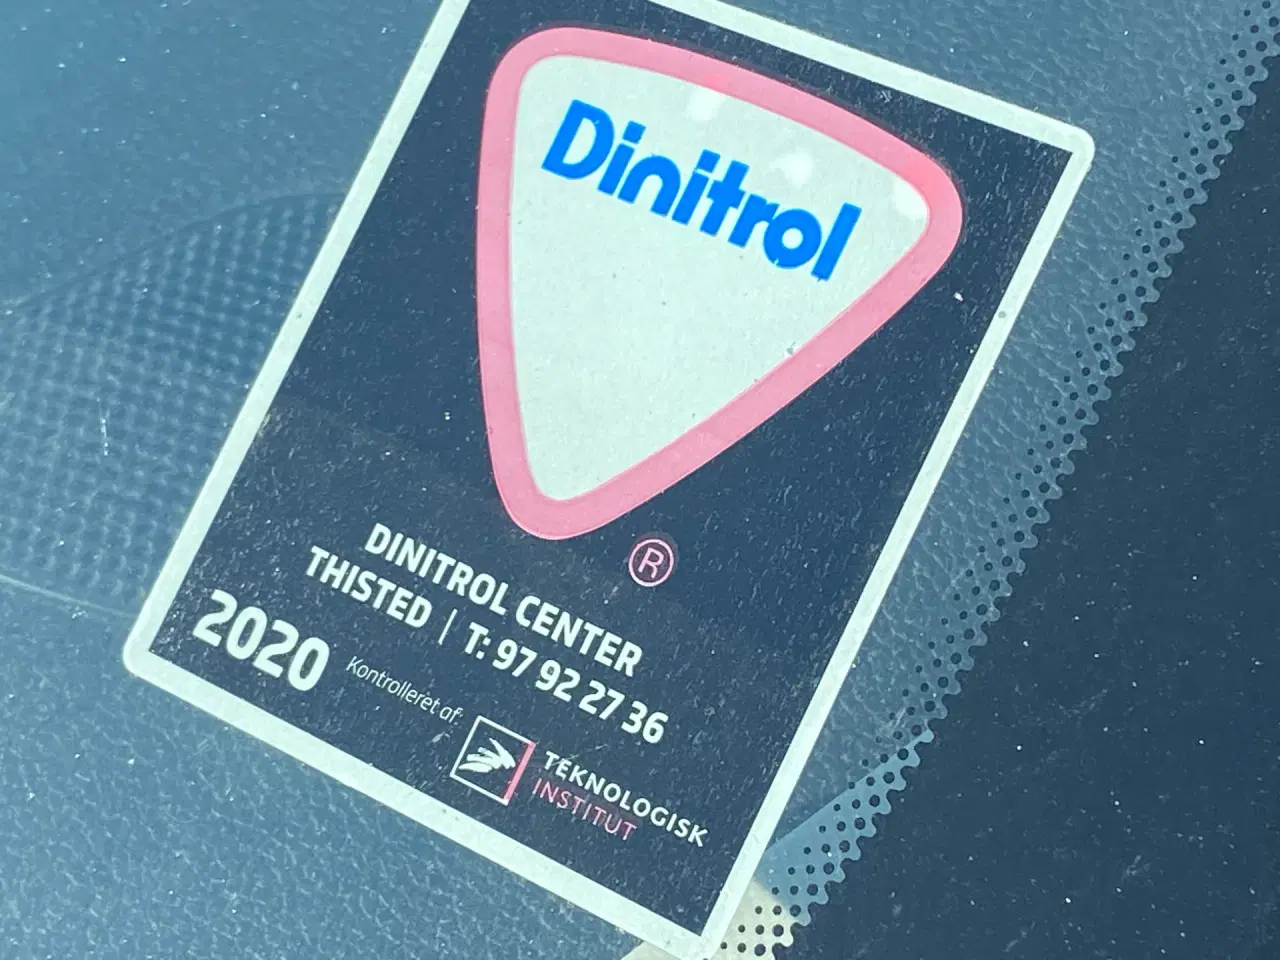 Dinitrol
®
DINITROL CENTER
THISTED | T: 97 92 27 36
2020 Kontrolleret af:
TEKNOLOGISK
INSTITUT